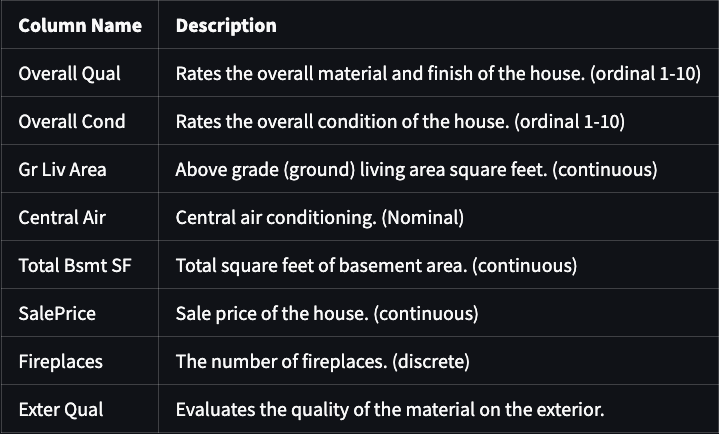 Column Name Description
Overall Qual Rates the overall material and finish of the house. (ordinal 1-10)
Overall Cond Rates the overall condition of the house. (ordinal 1-10)
Gr Liv Area Above grade (ground) living area square feet. (continuous)
Central Air Central air conditioning. (Nominal)
Total Bsmt SF Total square feet of basement area. (continuous)
SalePrice Sale price of the house. (continuous)
Fireplaces The number of fireplaces. (discrete)
Exter Qual Evaluates the quality of the material on the exterior.